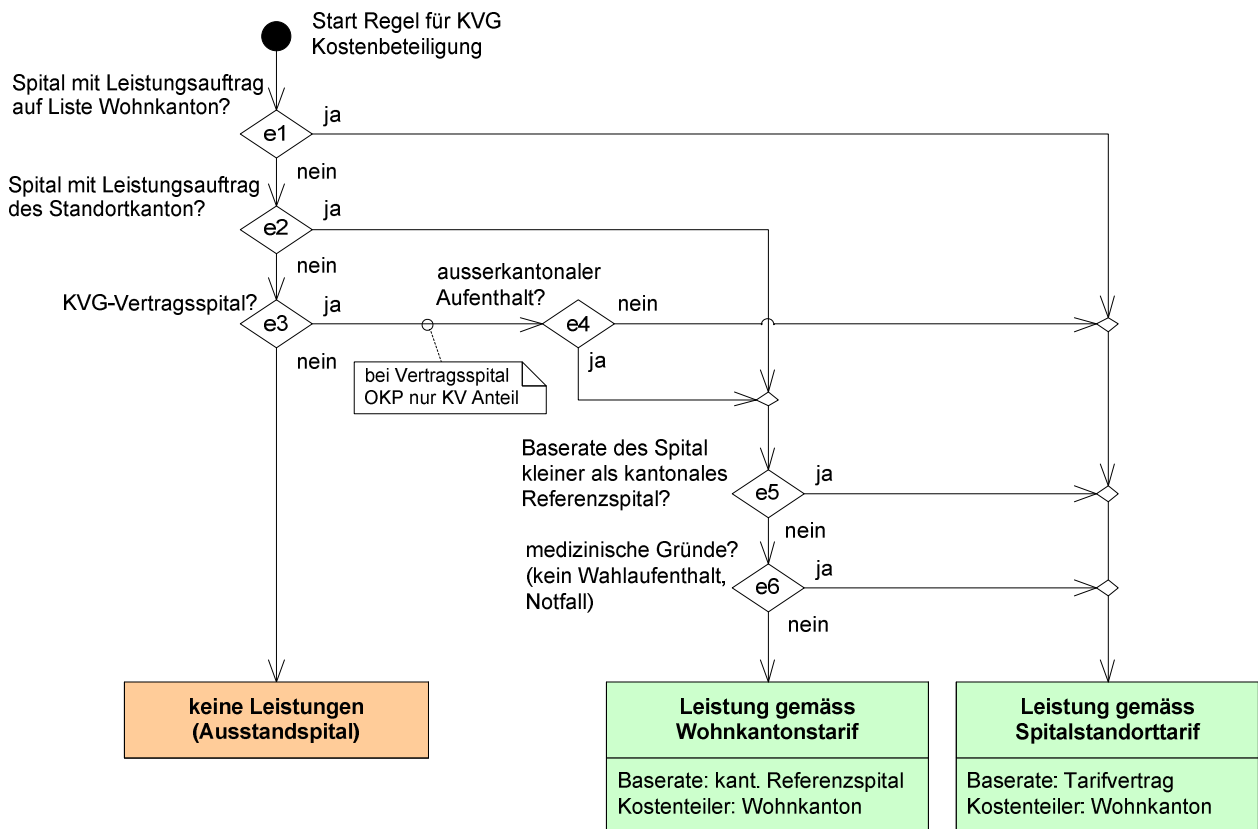 Start Regel für KVG
Kostenbeteiligung
Spital mit Leistungsauftrag
auf Liste Wohnkanton?
ja
e1
nein
Spital mit Leistungsauftrag
des Standortkanton?
ja
e2
nein
KVG-Vertragsspital?
ja
e3
nein
ausserkantonaler
Aufenthalt?
nein
e4
ja
bei Vertragsspital
OKP nur KV Anteil
Baserate des Spital
kleiner als kantonales
Referenzspital?
ja
e5
nein
medizinische Gründe?
(kein Wahlaufenthalt,
Notfall)
ja
e6
nein
keine Leistungen
(Ausstandspital)
Leistung gemäss
Wohnkantonstarif
Baserate: kant. Referenzspital
Kostenteiler: Wohnkanton
Leistung gemäss
Spitalstandorttarif
Baserate: Tarifvertrag
Kostenteiler: Wohnkanton